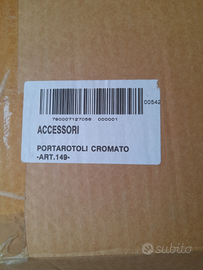 00542
790007127056 000001
ACCESSORI
PORTAROTOLI CROMATO
-ART.149-
subito